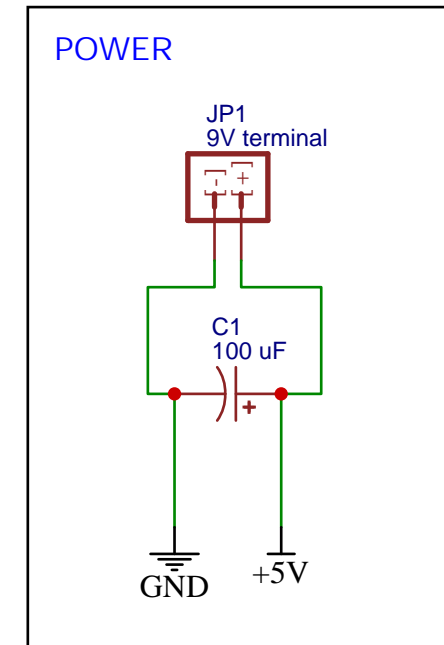 POWER
JP1
9V terminal
- +
C1
100 uF
+
GND
+5V